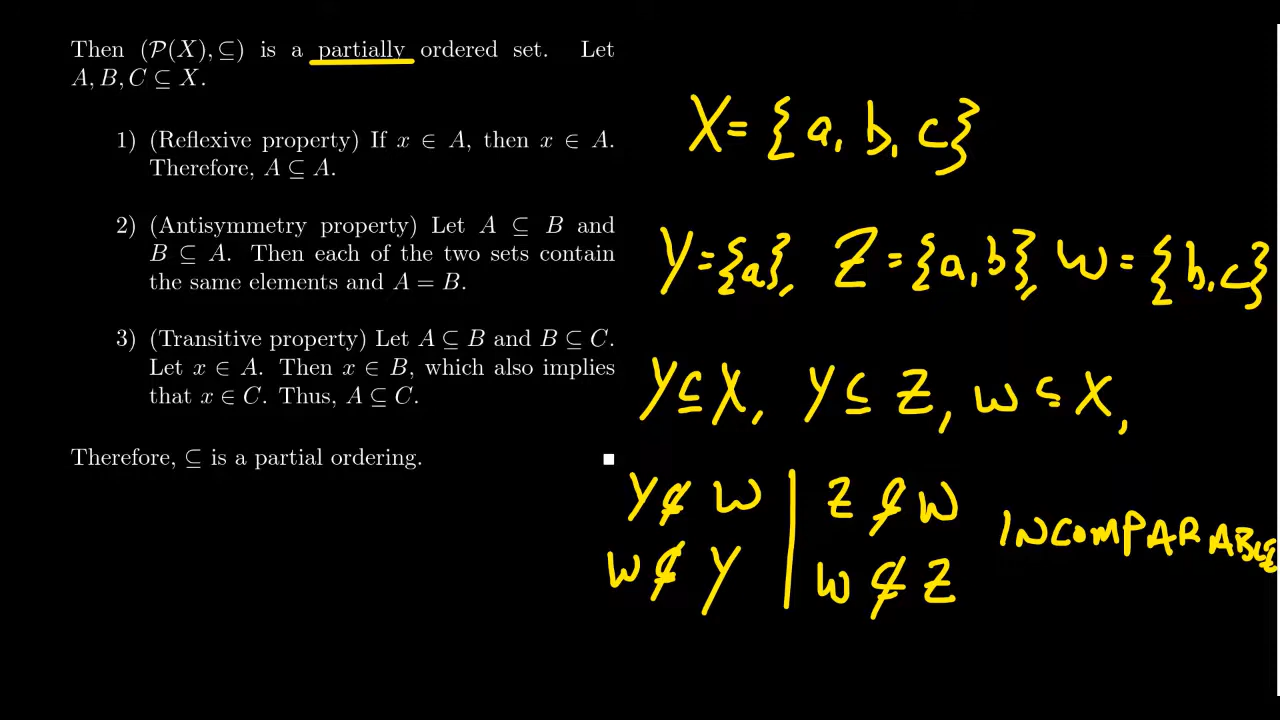 Then (𝒫(X), ⊆) is a partially ordered set. Let
A, B, C ⊆ X.
1) (Reflexive property) If x ∈ A, then x ∈ A.
Therefore, A ⊆ A.
2) (Antisymmetry property) Let A ⊆ B and
B ⊆ A. Then each of the two sets contain
the same elements and A = B.
3) (Transitive property) Let A ⊆ B and B ⊆ C.
Let x ∈ A. Then x ∈ B, which also implies
that x ∈ C. Thus, A ⊆ C.
Therefore, ⊆ is a partial ordering. ■
X = {a, b, c}
Y = {a}, Z = {a, b}, W = {b, c}
Y ⊆ X, Y ⊆ Z, W ⊆ X,
Y ⊄ W | Z ⊄ W INCOMPARABLE
W ⊄ Y | W ⊄ Z